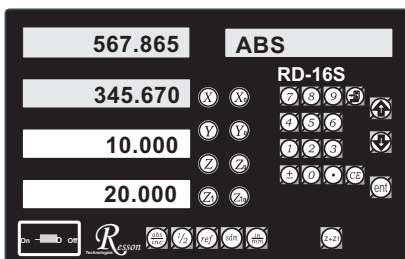 567.865 ABS
345.670
10.000
20.000
RD-16S
X X₀
Y Y₀
Z Z₀
Z₁ Z₁₀
7 8 9
4 5 6
1 2 3
± 0 • CE
ent
On Off
Resson
Technologies
abs/inc 1/2 ref sdm in/mm Z+Z1